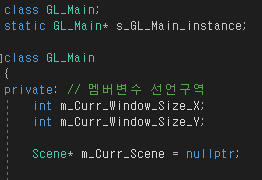 class GL_Main;
static GL_Main* s_GL_Main_instance;
class GL_Main
{
private: // 멤버변수 선언구역
int m_Curr_Window_Size_X;
int m_Curr_Window_Size_Y;
Scene* m_Curr_Scene = nullptr;